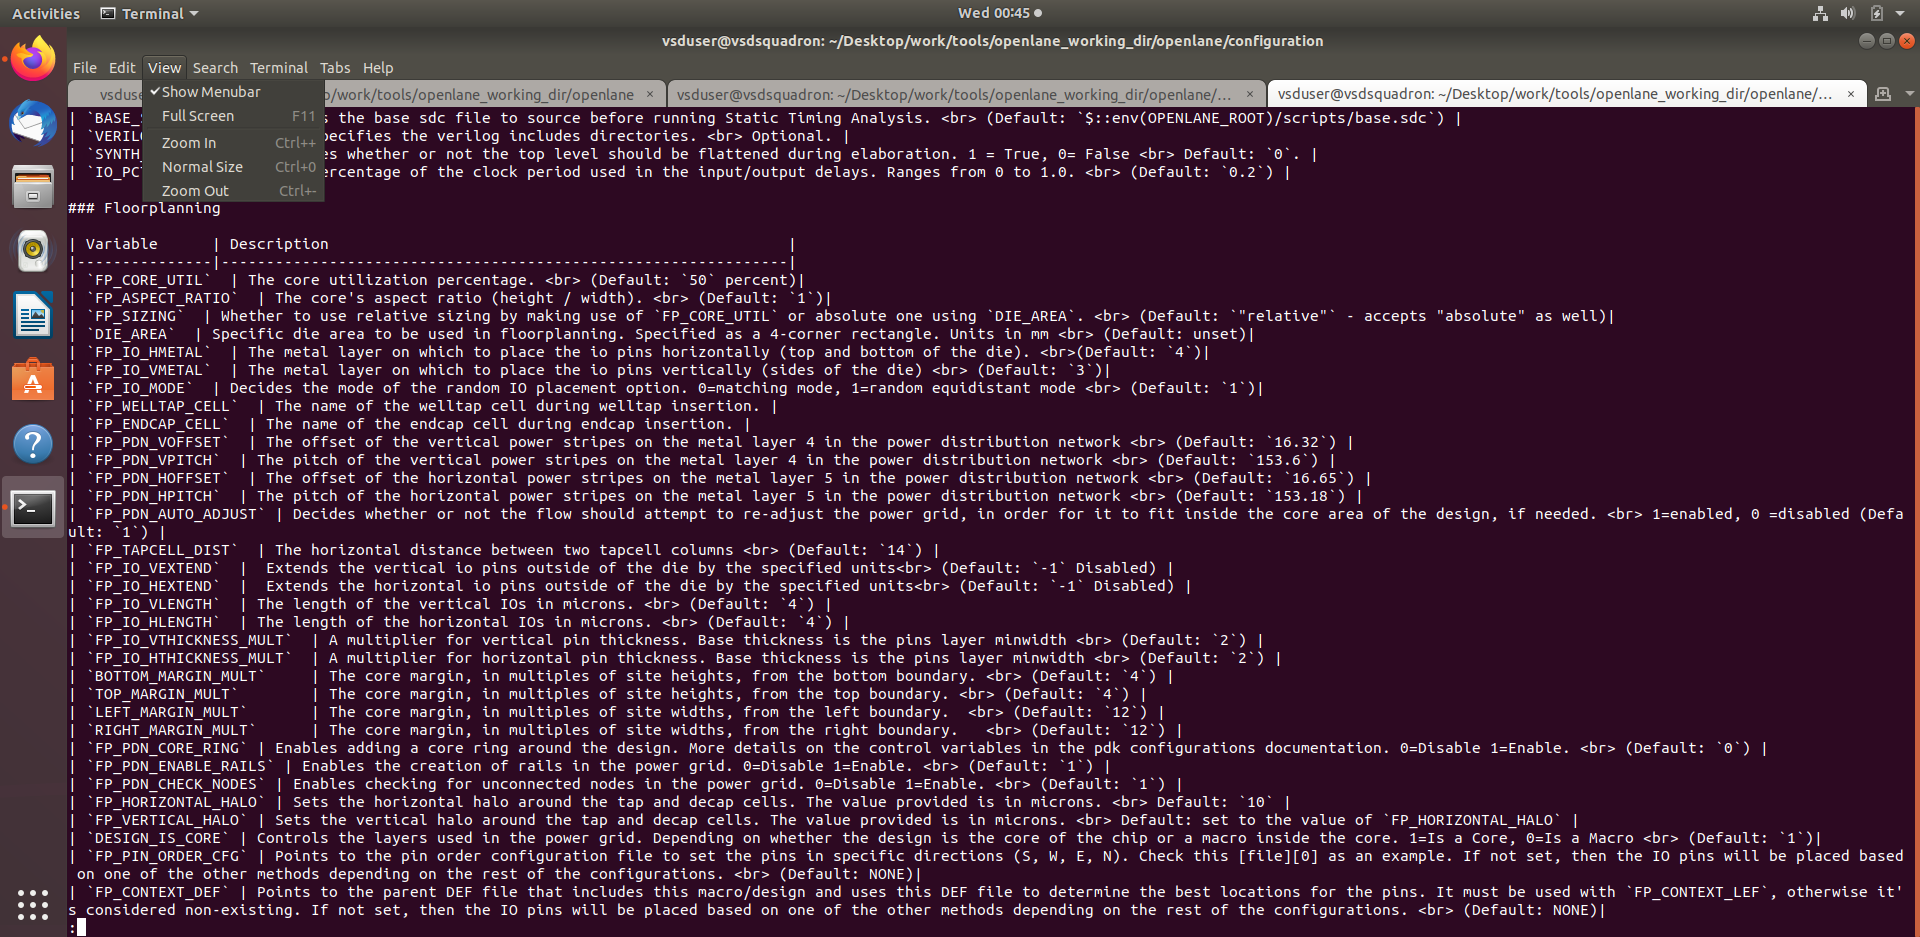 Activities
Terminal
Wed 00:45
vsduser@vsdsquadron: ~/Desktop/work/tools/openlane_working_dir/openlane/configuration
File Edit View Search Terminal Tabs Help
vsduse
p/work/tools/openlane_working_dir/openlane ×
vsduser@vsdsquadron: ~/Desktop/work/tools/openlane_working_dir/openlane/... ×
vsduser@vsdsquadron: ~/Desktop/work/tools/openlane_working_dir/openlane/... ×
✔Show Menubar
Full Screen F11
Zoom In Ctrl++
Normal Size Ctrl+0
Zoom Out Ctrl+-
| `BASE_ s the base sdc file to source before running Static Timing Analysis. <br> (Default: `$::env(OPENLANE_ROOT)/scripts/base.sdc`) |
| `VERILO pecifies the verilog includes directories. <br> Optional. |
| `SYNTH_ es whether or not the top level should be flattened during elaboration. 1 = True, 0= False <br> Default: `0`. |
| `IO_PCT rcentage of the clock period used in the input/output delays. Ranges from 0 to 1.0. <br> (Default: `0.2`) |
### Floorplanning
| Variable      | Description                                                   |
|---------------|---------------------------------------------------------------|
| `FP_CORE_UTIL`  | The core utilization percentage. <br> (Default: `50` percent)|
| `FP_ASPECT_RATIO`  | The core's aspect ratio (height / width). <br> (Default: `1`)|
| `FP_SIZING`  | Whether to use relative sizing by making use of `FP_CORE_UTIL` or absolute one using `DIE_AREA`. <br> (Default: `"relative"` - accepts "absolute" as well)|
| `DIE_AREA`  | Specific die area to be used in floorplanning. Specified as a 4-corner rectangle. Units in mm <br> (Default: unset)|
| `FP_IO_HMETAL`  | The metal layer on which to place the io pins horizontally (top and bottom of the die). <br>(Default: `4`)|
| `FP_IO_VMETAL`  | The metal layer on which to place the io pins vertically (sides of the die) <br> (Default: `3`)|
| `FP_IO_MODE`  | Decides the mode of the random IO placement option. 0=matching mode, 1=random equidistant mode <br> (Default: `1`)|
| `FP_WELLTAP_CELL`  | The name of the welltap cell during welltap insertion. |
| `FP_ENDCAP_CELL`  | The name of the endcap cell during endcap insertion. |
| `FP_PDN_VOFFSET`  | The offset of the vertical power stripes on the metal layer 4 in the power distribution network <br> (Default: `16.32`) |
| `FP_PDN_VPITCH`  | The pitch of the vertical power stripes on the metal layer 4 in the power distribution network <br> (Default: `153.6`) |
| `FP_PDN_HOFFSET`  | The offset of the horizontal power stripes on the metal layer 5 in the power distribution network <br> (Default: `16.65`) |
| `FP_PDN_HPITCH`  | The pitch of the horizontal power stripes on the metal layer 5 in the power distribution network <br> (Default: `153.18`) |
| `FP_PDN_AUTO_ADJUST` | Decides whether or not the flow should attempt to re-adjust the power grid, in order for it to fit inside the core area of the design, if needed. <br> 1=enabled, 0 =disabled (Defa
ult: `1`) |
| `FP_TAPCELL_DIST`  | The horizontal distance between two tapcell columns <br> (Default: `14`) |
| `FP_IO_VEXTEND`  |  Extends the vertical io pins outside of the die by the specified units<br> (Default: `-1` Disabled) |
| `FP_IO_HEXTEND`  |  Extends the horizontal io pins outside of the die by the specified units<br> (Default: `-1` Disabled) |
| `FP_IO_VLENGTH`  | The length of the vertical IOs in microns. <br> (Default: `4`) |
| `FP_IO_HLENGTH`  | The length of the horizontal IOs in microns. <br> (Default: `4`) |
| `FP_IO_VTHICKNESS_MULT`  | A multiplier for vertical pin thickness. Base thickness is the pins layer minwidth <br> (Default: `2`) |
| `FP_IO_HTHICKNESS_MULT`  | A multiplier for horizontal pin thickness. Base thickness is the pins layer minwidth <br> (Default: `2`) |
| `BOTTOM_MARGIN_MULT`     | The core margin, in multiples of site heights, from the bottom boundary. <br> (Default: `4`) |
| `TOP_MARGIN_MULT`        | The core margin, in multiples of site heights, from the top boundary. <br> (Default: `4`) |
| `LEFT_MARGIN_MULT`       | The core margin, in multiples of site widths, from the left boundary.  <br> (Default: `12`) |
| `RIGHT_MARGIN_MULT`      | The core margin, in multiples of site widths, from the right boundary.   <br> (Default: `12`) |
| `FP_PDN_CORE_RING` | Enables adding a core ring around the design. More details on the control variables in the pdk configurations documentation. 0=Disable 1=Enable. <br> (Default: `0`) |
| `FP_PDN_ENABLE_RAILS` | Enables the creation of rails in the power grid. 0=Disable 1=Enable. <br> (Default: `1`) |
| `FP_PDN_CHECK_NODES` | Enables checking for unconnected nodes in the power grid. 0=Disable 1=Enable. <br> (Default: `1`) |
| `FP_HORIZONTAL_HALO` | Sets the horizontal halo around the tap and decap cells. The value provided is in microns. <br> Default: `10` |
| `FP_VERTICAL_HALO` | Sets the vertical halo around the tap and decap cells. The value provided is in microns. <br> Default: set to the value of `FP_HORIZONTAL_HALO` |
| `DESIGN_IS_CORE` | Controls the layers used in the power grid. Depending on whether the design is the core of the chip or a macro inside the core. 1=Is a Core, 0=Is a Macro <br> (Default: `1`)|
| `FP_PIN_ORDER_CFG` | Points to the pin order configuration file to set the pins in specific directions (S, W, E, N). Check this [file][0] as an example. If not set, then the IO pins will be placed based
on one of the other methods depending on the rest of the configurations. <br> (Default: NONE)|
| `FP_CONTEXT_DEF` | Points to the parent DEF file that includes this macro/design and uses this DEF file to determine the best locations for the pins. It must be used with `FP_CONTEXT_LEF`, otherwise it'
s considered non-existing. If not set, then the IO pins will be placed based on one of the other methods depending on the rest of the configurations. <br> (Default: NONE)|
: